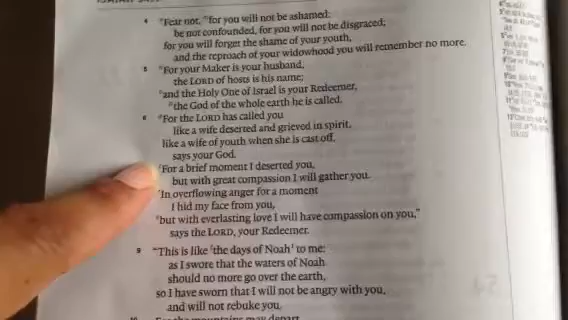 4 "Fear not, for you will not be ashamed;
be not confounded, for you will not be disgraced;
for you will forget the shame of your youth,
and the reproach of your widowhood you will remember no more.
5 "For your Maker is your husband,
the LORD of hosts is his name;
and the Holy One of Israel is your Redeemer,
the God of the whole earth he is called.
6 "For the LORD has called you
like a wife deserted and grieved in spirit,
like a wife of youth when she is cast off,
says your God.
For a brief moment I deserted you,
but with great compassion I will gather you.
In overflowing anger for a moment
I hid my face from you,
but with everlasting love I will have compassion on you,"
says the LORD, your Redeemer.
9 "This is like the days of Noah to me:
as I swore that the waters of Noah
should no more go over the earth,
so I have sworn that I will not be angry with you,
and will not rebuke you.
10 For the mountains may depart